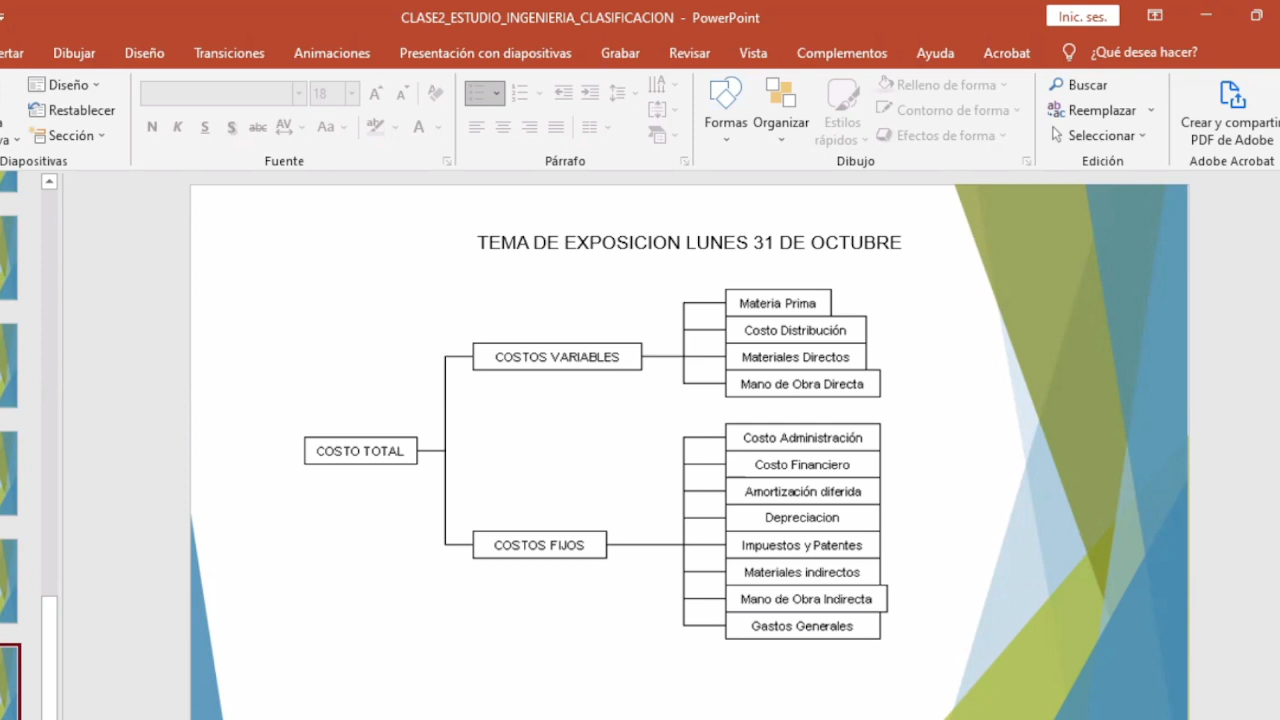 CLASE2_ESTUDIO_INGENIERIA_CLASIFICACION - PowerPoint
Inic. ses.
ertar Dibujar Diseño Transiciones Animaciones Presentación con diapositivas Grabar Revisar Vista Complementos Ayuda Acrobat ¿Qué desea hacer?
Diseño
Restablecer
Sección
Diapositivas
18
N K S S abc AV Aa A
Fuente
Párrafo
Formas Organizar Estilos rápidos
Relleno de forma
Contorno de forma
Efectos de forma
Dibujo
Buscar
Reemplazar
Seleccionar
Edición
Crear y comparti
PDF de Adobe
Adobe Acrobat
TEMA DE EXPOSICION LUNES 31 DE OCTUBRE
COSTO TOTAL
COSTOS VARIABLES
Materia Prima
Costo Distribución
Materiales Directos
Mano de Obra Directa
COSTOS FIJOS
Costo Administración
Costo Financiero
Amortización diferida
Depreciacion
Impuestos y Patentes
Materiales indirectos
Mano de Obra Indirecta
Gastos Generales